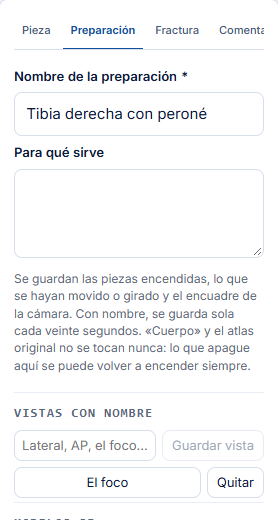 Pieza Preparación Fractura Comenta
Nombre de la preparación *
Tibia derecha con peroné
Para qué sirve
Se guardan las piezas encendidas, lo que
se hayan movido o girado y el encuadre de
la cámara. Con nombre, se guarda sola
cada veinte segundos. «Cuerpo» y el atlas
original no se tocan nunca: lo que apague
aquí se puede volver a encender siempre.
VISTAS CON NOMBRE
Lateral, AP, el foco... Guardar vista
El foco Quitar